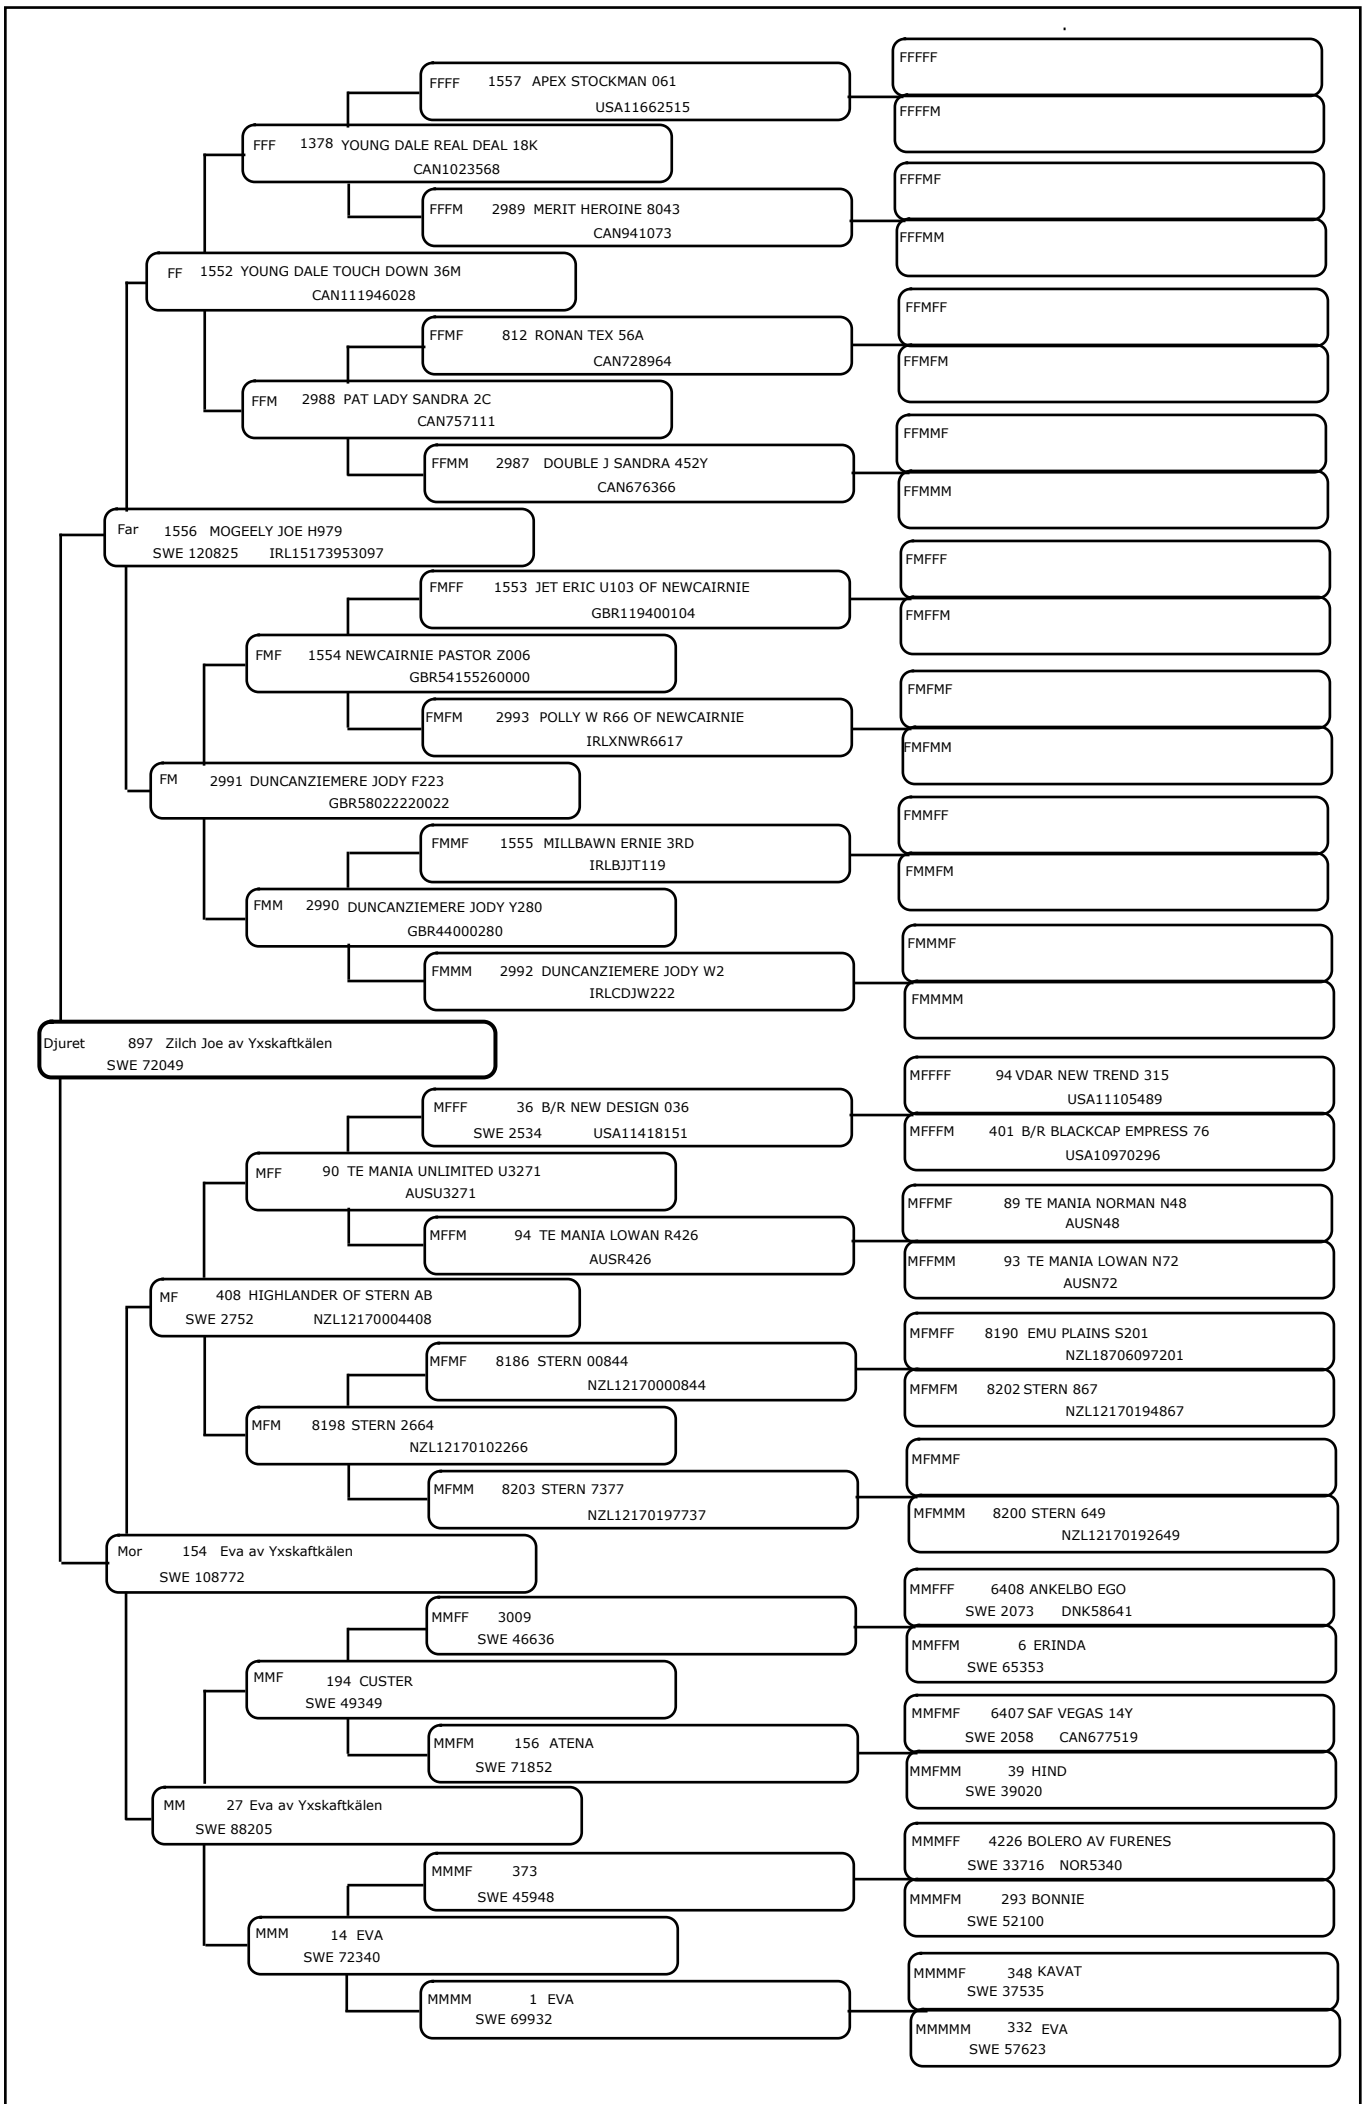 FFFFF
FFFF 1557 APEX STOCKMAN 061
USA11662515
FFFFM
FFF 1378 YOUNG DALE REAL DEAL 18K
CAN1023568
FFFMF
FFFM 2989 MERIT HEROINE 8043
CAN941073
FFFMM
FF 1552 YOUNG DALE TOUCH DOWN 36M
CAN111946028
FFMFF
FFMF 812 RONAN TEX 56A
CAN728964
FFMFM
FFM 2988 PAT LADY SANDRA 2C
CAN757111
FFMMF
FFMM 2987 DOUBLE J SANDRA 452Y
CAN676366
FFMMM
Far 1556 MOGEELY JOE H979
SWE 120825 IRL15173953097
FMFFF
FMFF 1553 JET ERIC U103 OF NEWCAIRNIE
GBR119400104
FMFFM
FMF 1554 NEWCAIRNIE PASTOR Z006
GBR54155260000
FMFMF
FMFM 2993 POLLY W R66 OF NEWCAIRNIE
IRLXNWR6617
FMFMM
FM 2991 DUNCANZIEMERE JODY F223
GBR58022220022
FMMFF
FMMF 1555 MILLBAWN ERNIE 3RD
IRLBJJT119
FMMFM
FMM 2990 DUNCANZIEMERE JODY Y280
GBR44000280
FMMMF
FMMM 2992 DUNCANZIEMERE JODY W2
IRLCDJW222
FMMMM
Djuret 897 Zilch Joe av Yxskaftkälen
SWE 72049
MFFFF 94 VDAR NEW TREND 315
USA11105489
MFFF 36 B/R NEW DESIGN 036
SWE 2534 USA11418151
MFFFM 401 B/R BLACKCAP EMPRESS 76
USA10970296
MFF 90 TE MANIA UNLIMITED U3271
AUSU3271
MFFMF 89 TE MANIA NORMAN N48
AUSN48
MFFM 94 TE MANIA LOWAN R426
AUSR426
MFFMM 93 TE MANIA LOWAN N72
AUSN72
MF 408 HIGHLANDER OF STERN AB
SWE 2752 NZL12170004408
MFMFF 8190 EMU PLAINS S201
NZL18706097201
MFMF 8186 STERN 00844
NZL12170000844
MFMFM 8202 STERN 867
NZL12170194867
MFM 8198 STERN 2664
NZL12170102266
MFMMF
MFMM 8203 STERN 7377
NZL12170197737
MFMMM 8200 STERN 649
NZL12170192649
Mor 154 Eva av Yxskaftkälen
SWE 108772
MMFFF 6408 ANKELBO EGO
SWE 2073 DNK58641
MMFF 3009
SWE 46636
MMFFM 6 ERINDA
SWE 65353
MMF 194 CUSTER
SWE 49349
MMFMF 6407 SAF VEGAS 14Y
SWE 2058 CAN677519
MMFM 156 ATENA
SWE 71852
MMFMM 39 HIND
SWE 39020
MM 27 Eva av Yxskaftkälen
SWE 88205
MMMFF 4226 BOLERO AV FURENES
SWE 33716 NOR5340
MMMF 373
SWE 45948
MMMFM 293 BONNIE
SWE 52100
MMM 14 EVA
SWE 72340
MMMMF 348 KAVAT
SWE 37535
MMMM 1 EVA
SWE 69932
MMMMM 332 EVA
SWE 57623